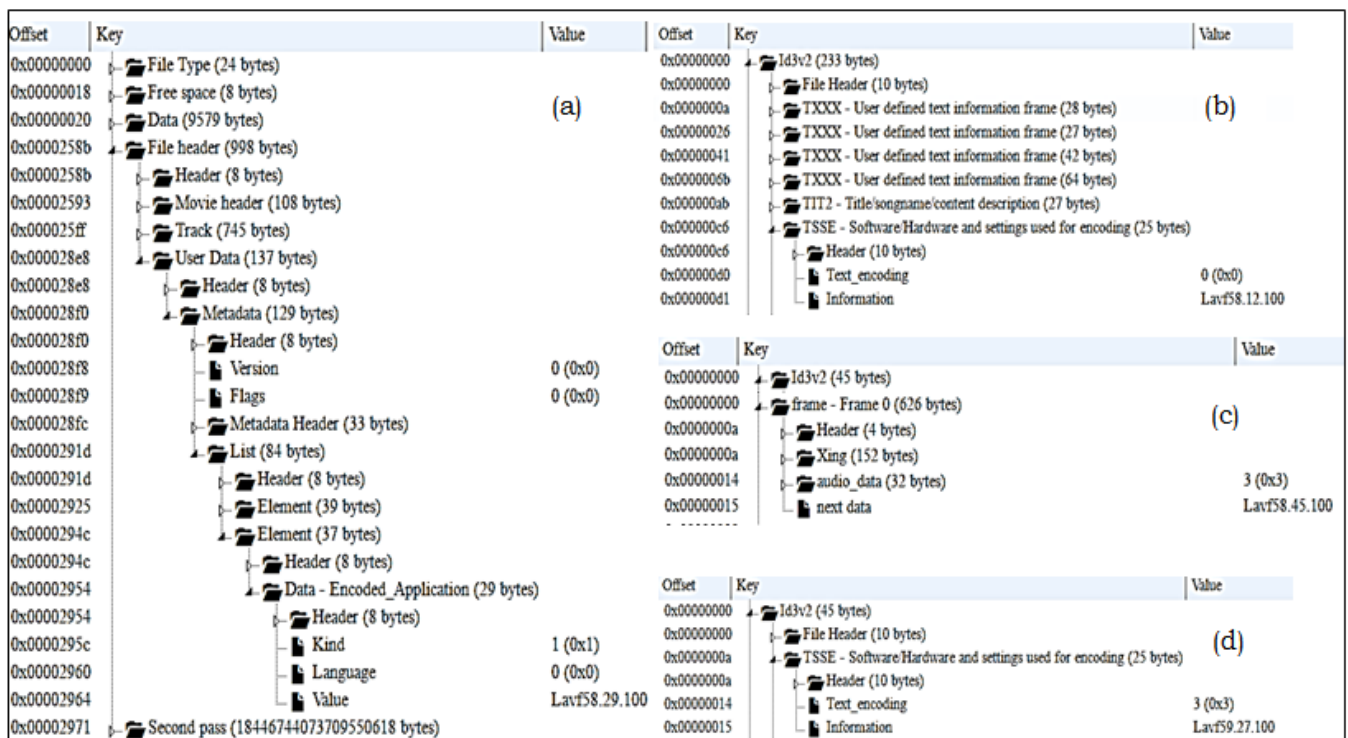 Offset Key Value
0x00000000 File Type (24 bytes)
0x00000018 Free space (8 bytes)
0x00000020 Data (9579 bytes)
0x0000258b File header (998 bytes)
0x0000258b Header (8 bytes)
0x00002593 Movie header (108 bytes)
0x000025ff Track (745 bytes)
0x000028e8 User Data (137 bytes)
0x000028e8 Header (8 bytes)
0x000028f0 Metadata (129 bytes)
0x000028f0 Header (8 bytes)
0x000028f8 Version 0 (0x0)
0x000028f9 Flags 0 (0x0)
0x000028fc Metadata Header (33 bytes)
0x0000291d List (84 bytes)
0x0000291d Header (8 bytes)
0x00002925 Element (39 bytes)
0x0000294c Element (37 bytes)
0x0000294c Header (8 bytes)
0x00002954 Data - Encoded_Application (29 bytes)
0x00002954 Header (8 bytes)
0x0000295c Kind 1 (0x1)
0x00002960 Language 0 (0x0)
0x00002964 Value Lavf58.29.100
0x00002971 Second pass (18446744073709550618 bytes)
(a)
Offset Key Value
0x00000000 Id3v2 (233 bytes)
0x00000000 File Header (10 bytes)
0x0000000a TXXX - User defined text information frame (28 bytes)
0x00000026 TXXX - User defined text information frame (27 bytes)
0x00000041 TXXX - User defined text information frame (42 bytes)
0x0000006b TXXX - User defined text information frame (64 bytes)
0x000000ab TIT2 - Title/songname/content description (27 bytes)
0x000000c6 TSSE - Software/Hardware and settings used for encoding (25 bytes)
0x000000c6 Header (10 bytes)
0x000000d0 Text_encoding 0 (0x0)
0x000000d1 Information Lavf58.12.100
(b)
Offset Key Value
0x00000000 Id3v2 (45 bytes)
0x00000000 frame - Frame 0 (626 bytes)
0x0000000a Header (4 bytes)
0x0000000a Xing (152 bytes)
0x00000014 audio_data (32 bytes) 3 (0x3)
0x00000015 next data Lavf58.45.100
(c)
Offset Key Value
0x00000000 Id3v2 (45 bytes)
0x00000000 File Header (10 bytes)
0x0000000a TSSE - Software/Hardware and settings used for encoding (25 bytes)
0x0000000a Header (10 bytes)
0x00000014 Text_encoding 3 (0x3)
0x00000015 Information Lavf59.27.100
(d)